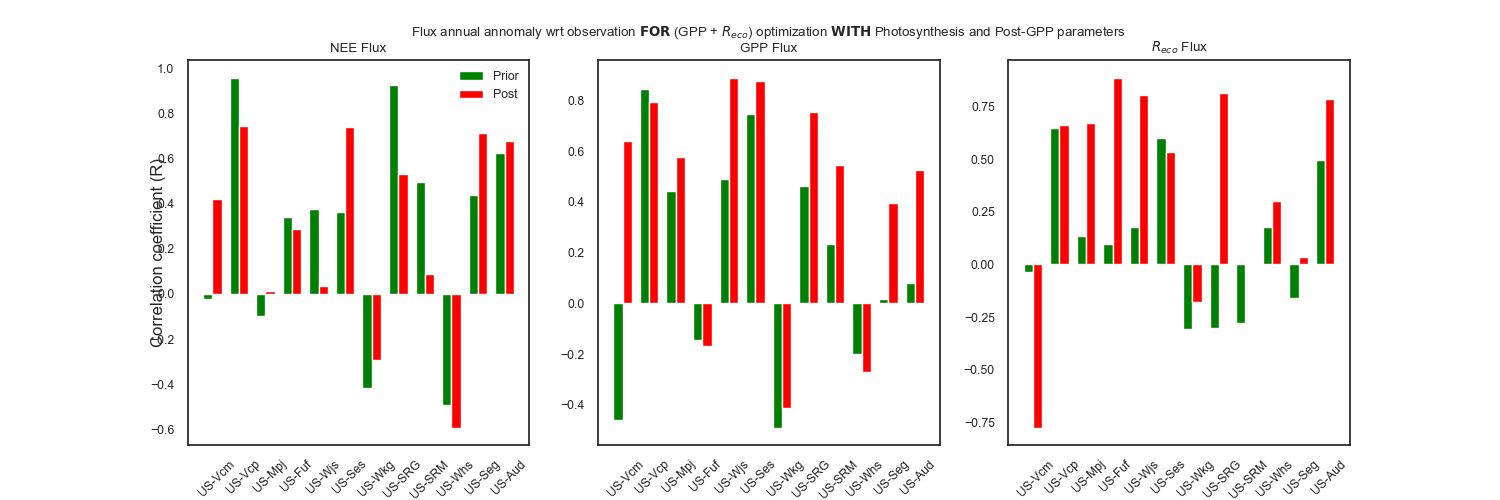 Flux annual annomaly wrt observation FOR (GPP + R_eco) optimization WITH Photosynthesis and Post-GPP parameters
NEE Flux
GPP Flux
R_eco Flux
Correlation coefficient (R)
1.0
0.8
0.6
0.4
0.2
0.0
−0.2
−0.4
−0.6
Prior
Post
US-Vcm
US-Vcp
US-Mpj
US-Fuf
US-Wjs
US-Ses
US-Wkg
US-SRG
US-SRM
US-Whs
US-Seg
US-Aud
0.8
0.6
0.4
0.2
0.0
−0.2
−0.4
US-Vcm
US-Vcp
US-Mpj
US-Fuf
US-Wjs
US-Ses
US-Wkg
US-SRG
US-SRM
US-Whs
US-Seg
US-Aud
0.75
0.50
0.25
0.00
−0.25
−0.50
−0.75
US-Vcm
US-Vcp
US-Mpj
US-Fuf
US-Wjs
US-Ses
US-Wkg
US-SRG
US-SRM
US-Whs
US-Seg
US-Aud